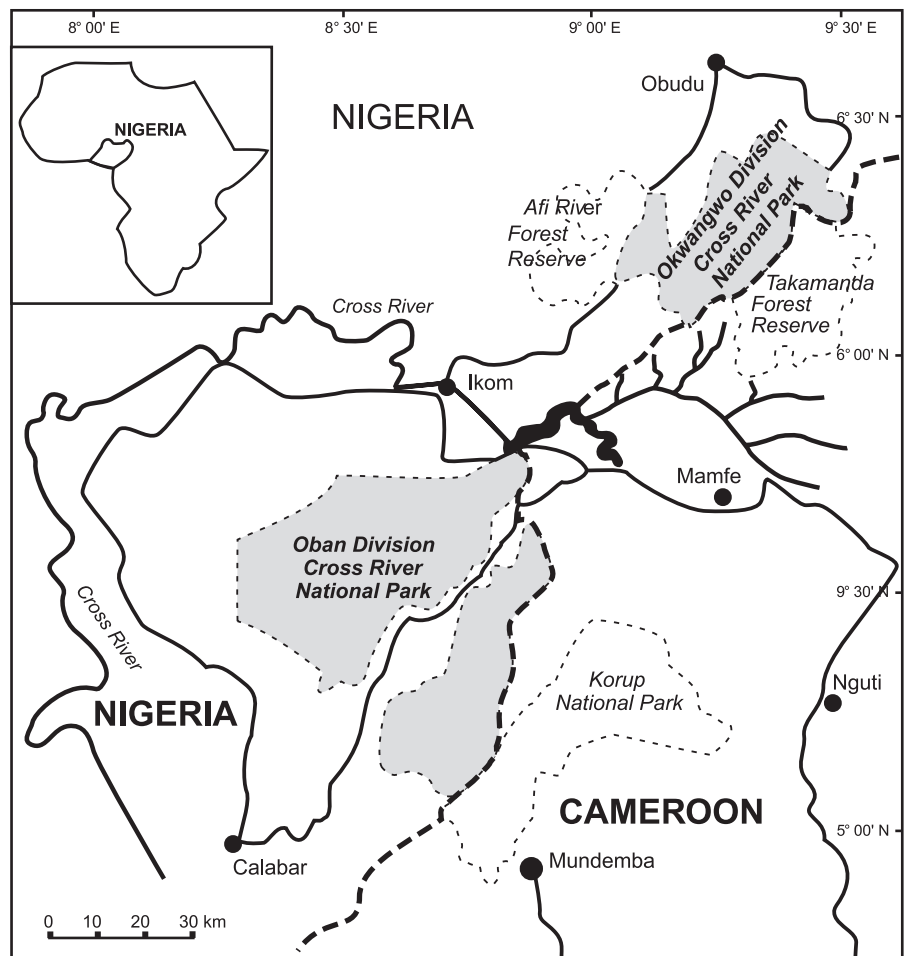 8° 00' E
8° 30' E
9° 00' E
9° 30' E
NIGERIA
NIGERIA
Obudu
6° 30' N
Okwangwo Division
Cross River
National Park
Afi River
Forest
Reserve
Takamanda
Forest
Reserve
Cross River
6° 00' N
Ikom
Mamfe
Oban Division
Cross River
National Park
9° 30' N
Cross River
Korup
National Park
Nguti
NIGERIA
CAMEROON
5° 00' N
Calabar
Mundemba
0 10 20 30 km